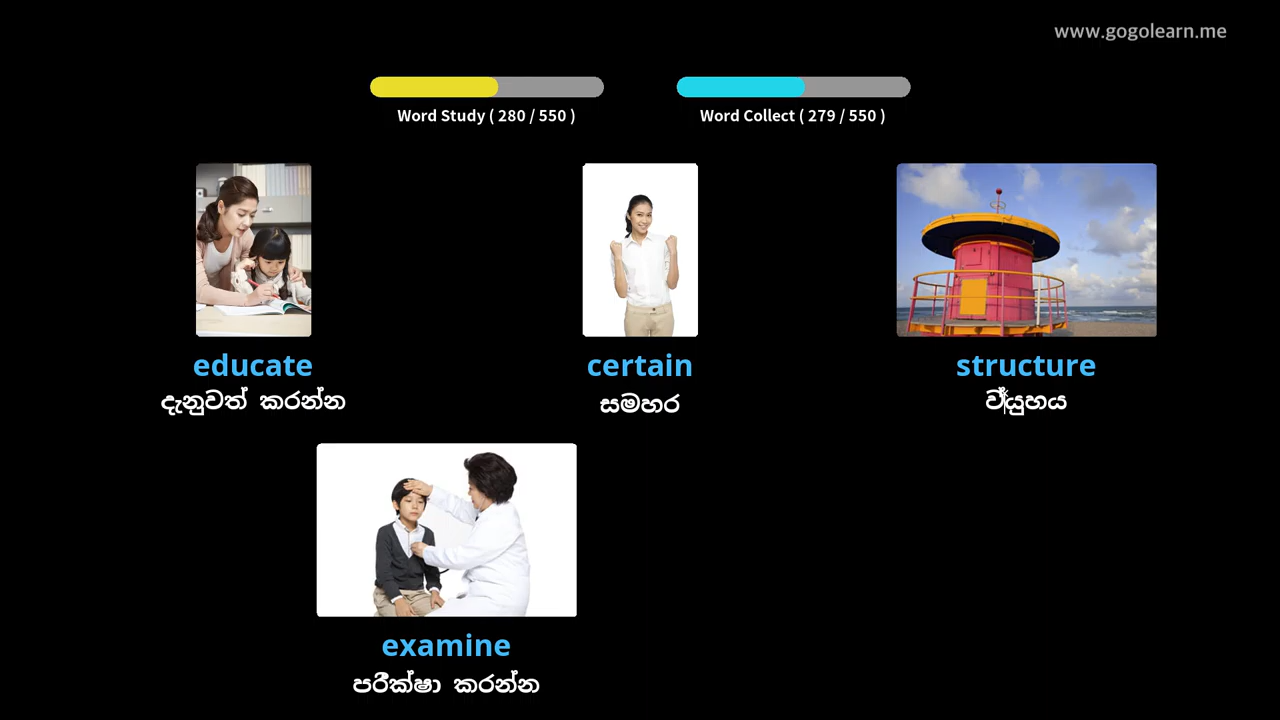 www.gogolearn.me
Word Study ( 280 / 550 )
Word Collect ( 279 / 550 )
educate
certain
structure
දැනුවත් කරන්න
සමහර
ව්‍යුහය
examine
පරීක්ෂා කරන්න